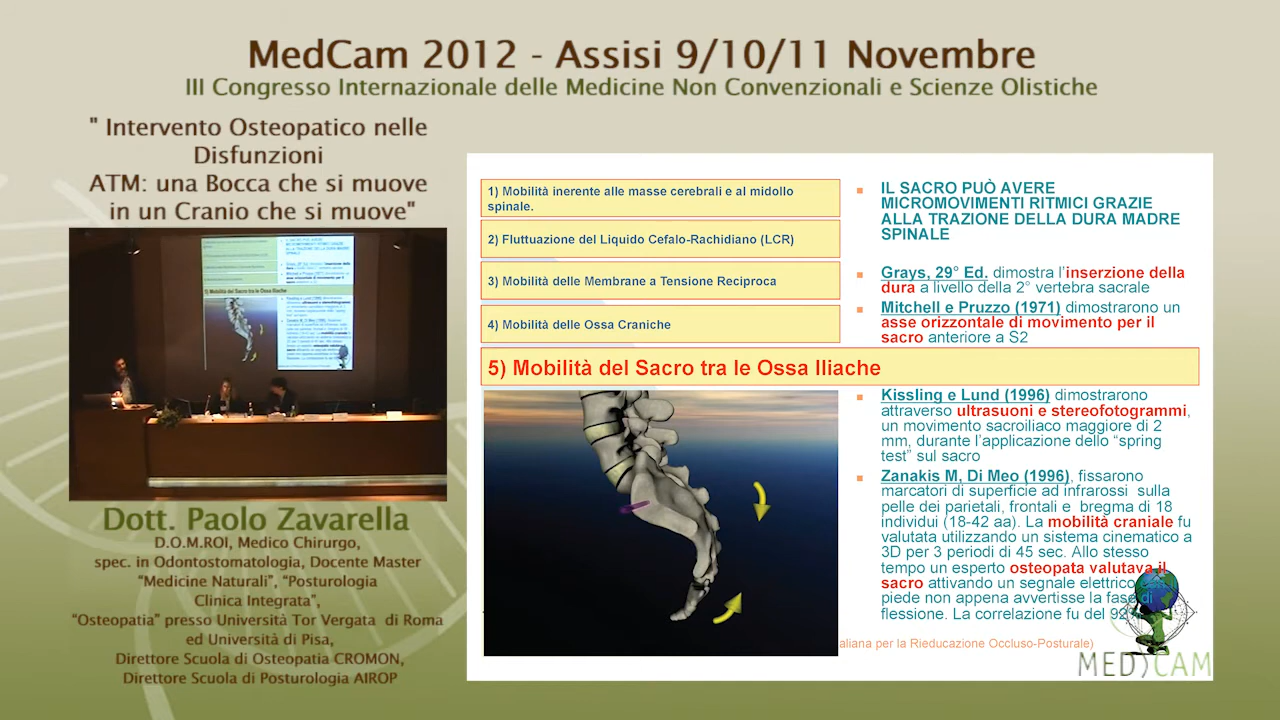 MedCam 2012 - Assisi 9/10/11 Novembre
III Congresso Internazionale delle Medicine Non Convenzionali e Scienze Olistiche
" Intervento Osteopatico nelle
Disfunzioni
ATM: una Bocca che si muove
in un Cranio che si muove"
Dott. Paolo Zavarella
D.O.M.ROI, Medico Chirurgo,
spec. in Odontostomatologia, Docente Master
“Medicine Naturali”, “Posturologia
Clinica Integrata”,
“Osteopatia” presso Università Tor Vergata di Roma
ed Università di Pisa,
Direttore Scuola di Osteopatia CROMON,
Direttore Scuola di Posturologia AIROP
1) Mobilità inerente alle masse cerebrali e al midollo
spinale.
2) Fluttuazione del Liquido Cefalo-Rachidiano (LCR)
3) Mobilità delle Membrane a Tensione Reciproca
4) Mobilità delle Ossa Craniche
IL SACRO PUÒ AVERE
MICROMOVIMENTI RITMICI GRAZIE
ALLA TRAZIONE DELLA DURA MADRE
SPINALE
Grays, 29° Ed. dimostra l’inserzione della
dura a livello della 2° vertebra sacrale
Mitchell e Pruzzo (1971) dimostrarono un
asse orizzontale di movimento per il
sacro anteriore a S2
5) Mobilità del Sacro tra le Ossa Iliache
Kissling e Lund (1996) dimostrarono
attraverso ultrasuoni e stereofotogrammi,
un movimento sacroiliaco maggiore di 2
mm, durante l’applicazione dello “spring
test” sul sacro
Zanakis M, Di Meo (1996), fissarono
marcatori di superficie ad infrarossi sulla
pelle dei parietali, frontali e bregma di 18
individui (18-42 aa). La mobilità craniale fu
valutata utilizzando un sistema cinematico a
3D per 3 periodi di 45 sec. Allo stesso
tempo un esperto osteopata valutava il
sacro attivando un segnale elettrico
piede non appena avvertisse la fase di
flessione. La correlazione fu del
aliana per la Rieducazione Occluso-Posturale)
MED CAM